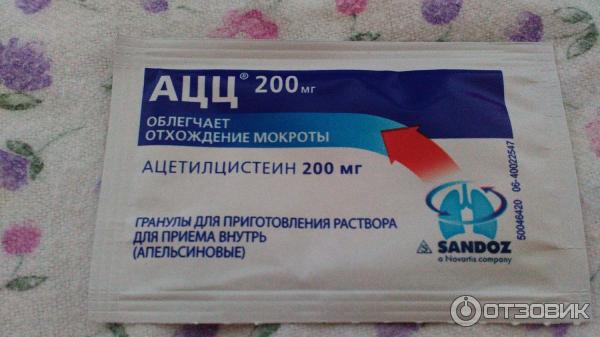 АЦЦ® 200 мг
ОБЛЕГЧАЕТ
ОТХОЖДЕНИЕ МОКРОТЫ
АЦЕТИЛЦИСТЕИН 200 мг
ГРАНУЛЫ ДЛЯ ПРИГОТОВЛЕНИЯ РАСТВОРА
ДЛЯ ПРИЕМА ВНУТРЬ
(АПЕЛЬСИНОВЫЕ)
SANDOZ
a Novartis company
50046420 06-40022547
ОТЗОВИК